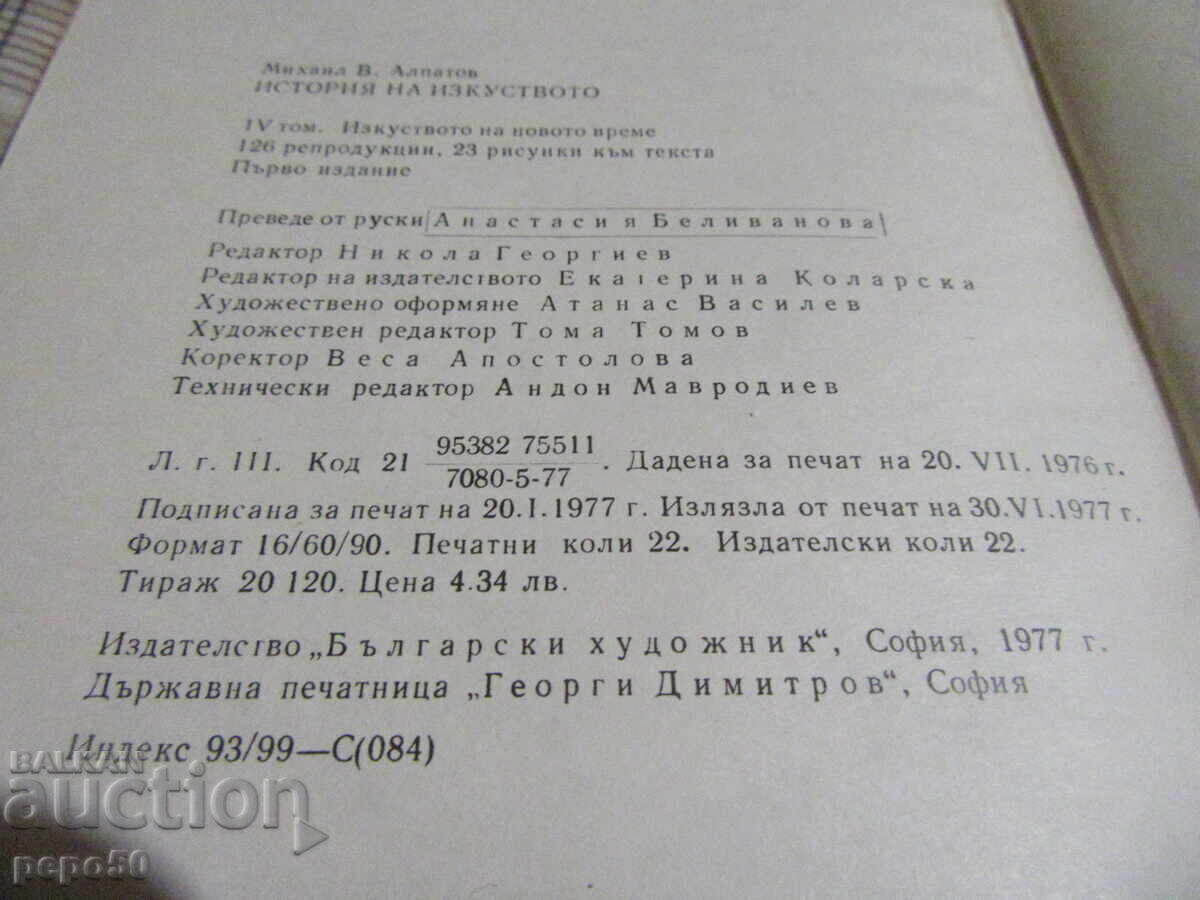 Михаил В. Алпатов
ИСТОРИЯ НА ИЗКУСТВОТО
IV том. Изкуството на новото време
126 репродукции, 23 рисунки към текста
Първо издание
Преведе от руски Анастасия Беливанова
Редактор Никола Георгиев
Редактор на издателството Екатерина Коларска
Художествено оформяне Атанас Василев
Художествен редактор Тома Томов
Коректор Веса Апостолова
Технически редактор Андон Мавродиев
Л. г. III. Код 21 95382 75511 / 7080-5-77 . Дадена за печат на 20. VII. 1976 г.
Подписана за печат на 20.I.1977 г. Излязла от печат на 30.VI.1977 г.
Формат 16/60/90. Печатни коли 22. Издателски коли 22.
Тираж 20 120. Цена 4.34 лв.
Издателство „Български художник“, София, 1977 г.
Държавна печатница „Георги Димитров“, София
Индекс 93/99—С(084)
BALKAN
auction
pepo50